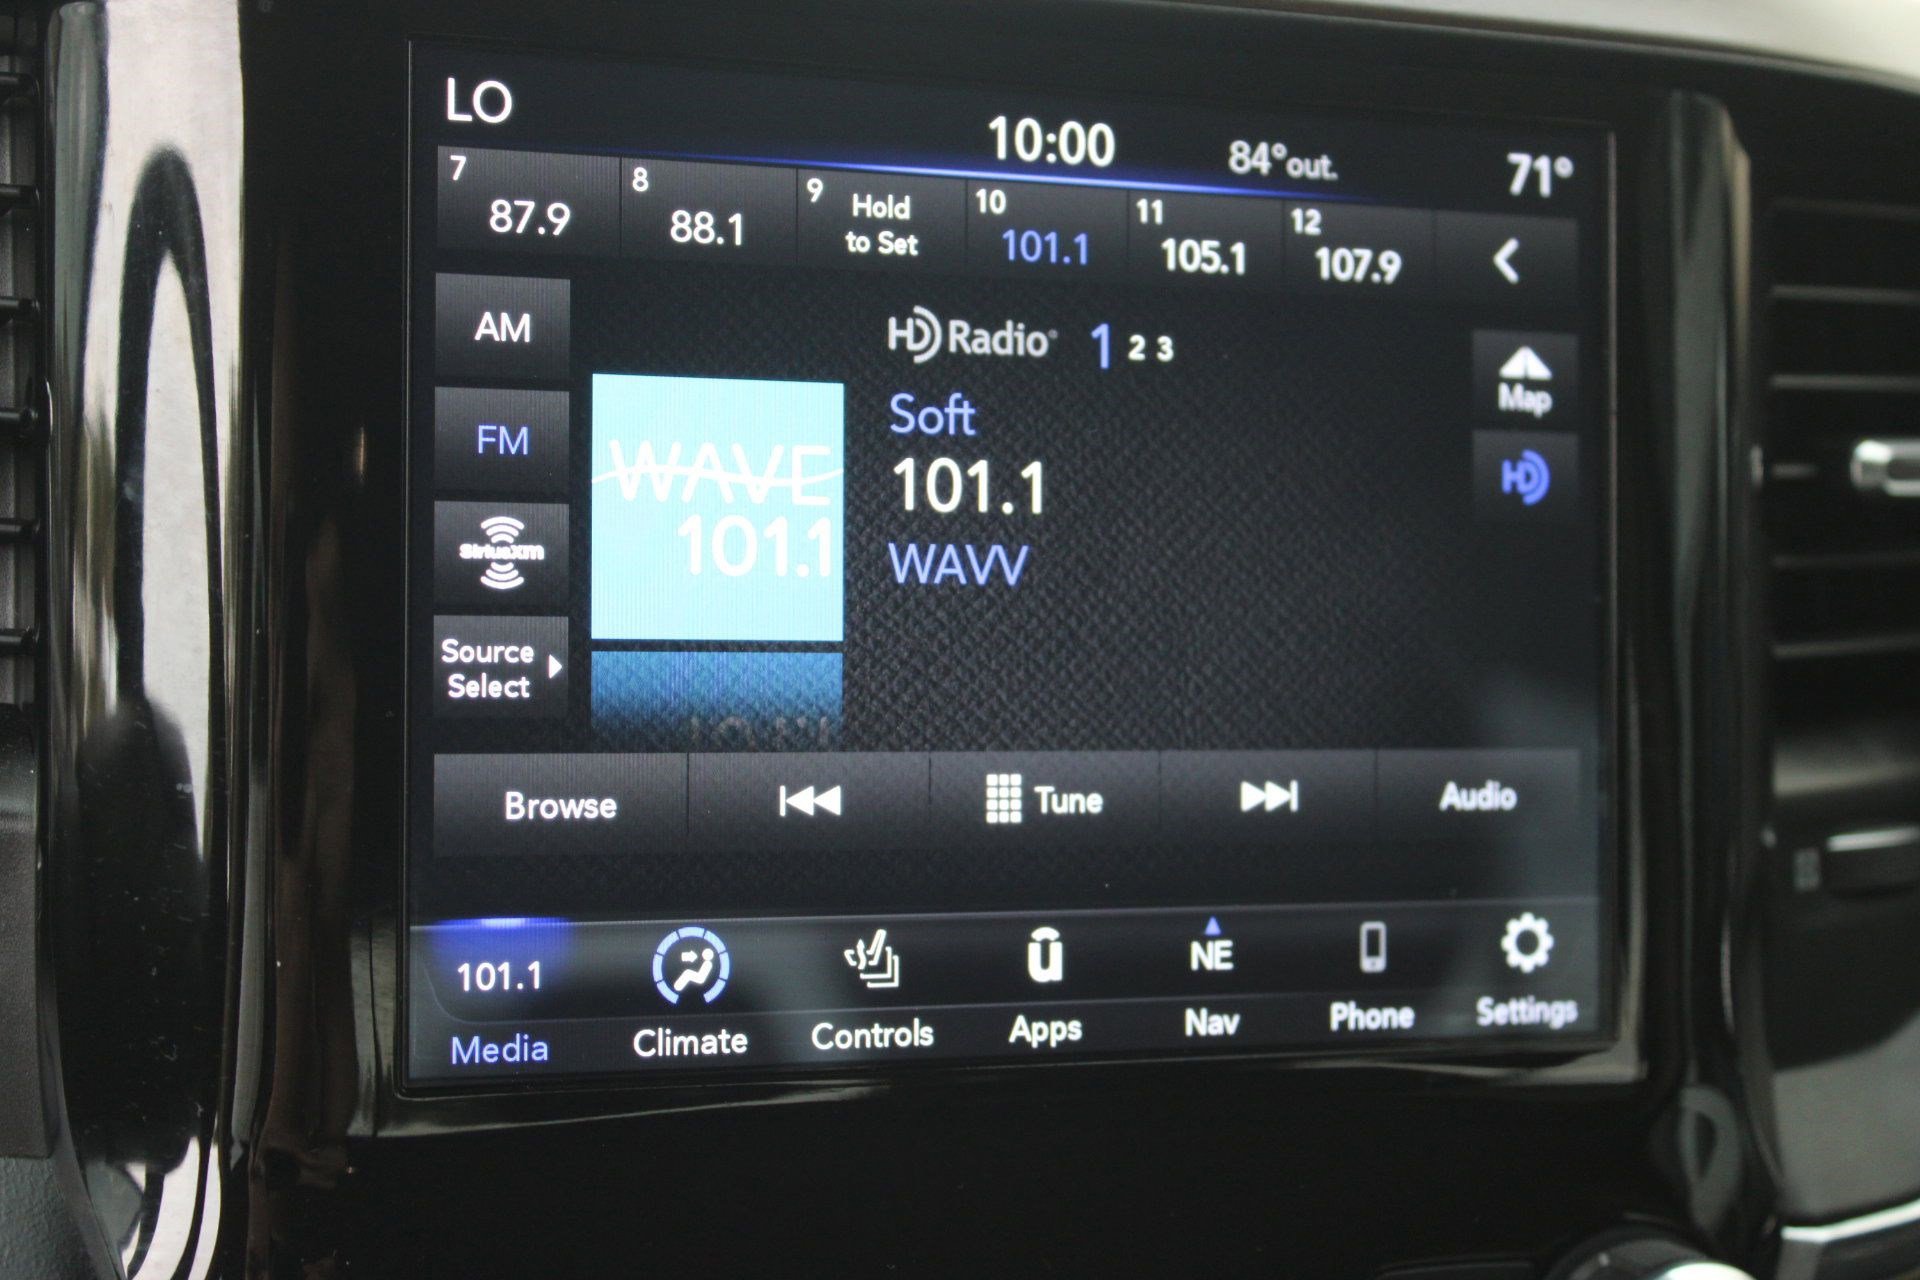 LO
10:00
84°out.
71°
7
87.9
8
88.1
9
Hold
to Set
10
101.1
11
105.1
12
107.9
AM
FM
SiriusXM
Source
Select
HD Radio
1 2 3
Soft
101.1
WAVV
WAVE
101.1
Map
HD
Browse
Tune
Audio
101.1
Media
Climate
Controls
u
Apps
NE
Nav
Phone
Settings